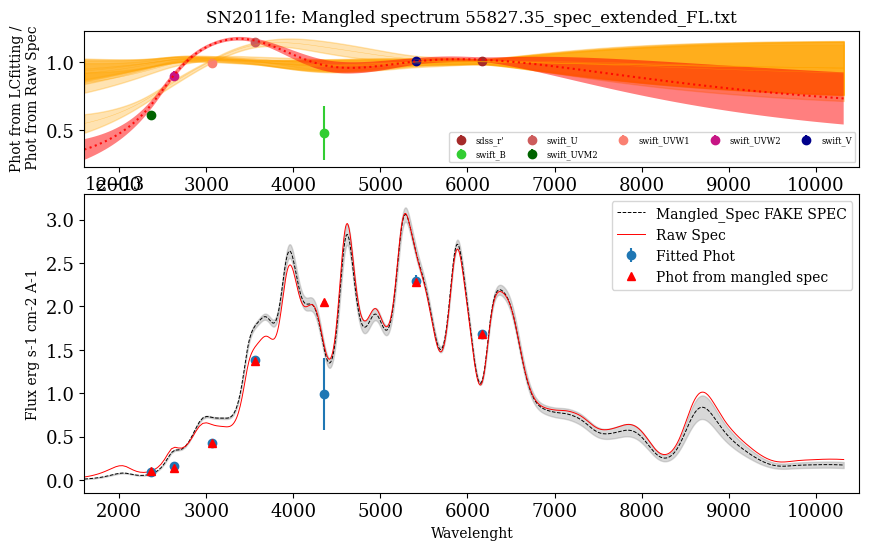 SN2011fe: Mangled spectrum 55827.35_spec_extended_FL.txt
Phot from LCfitting /
Phot from Raw Spec
1.0
0.5
sdss_r' swift_U swift_UVW1 swift_UVW2 swift_V
swift_B swift_UVM2
2000 3000 4000 5000 6000 7000 8000 9000 10000
1e−13
Flux erg s-1 cm-2 A-1
3.0
2.5
2.0
1.5
1.0
0.5
0.0
Mangled_Spec FAKE SPEC
Raw Spec
Fitted Phot
Phot from mangled spec
2000 3000 4000 5000 6000 7000 8000 9000 10000
Wavelenght